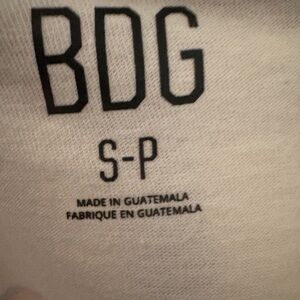 BDG
S-P
MADE IN GUATEMALA
FABRIQUE EN GUATEMALA